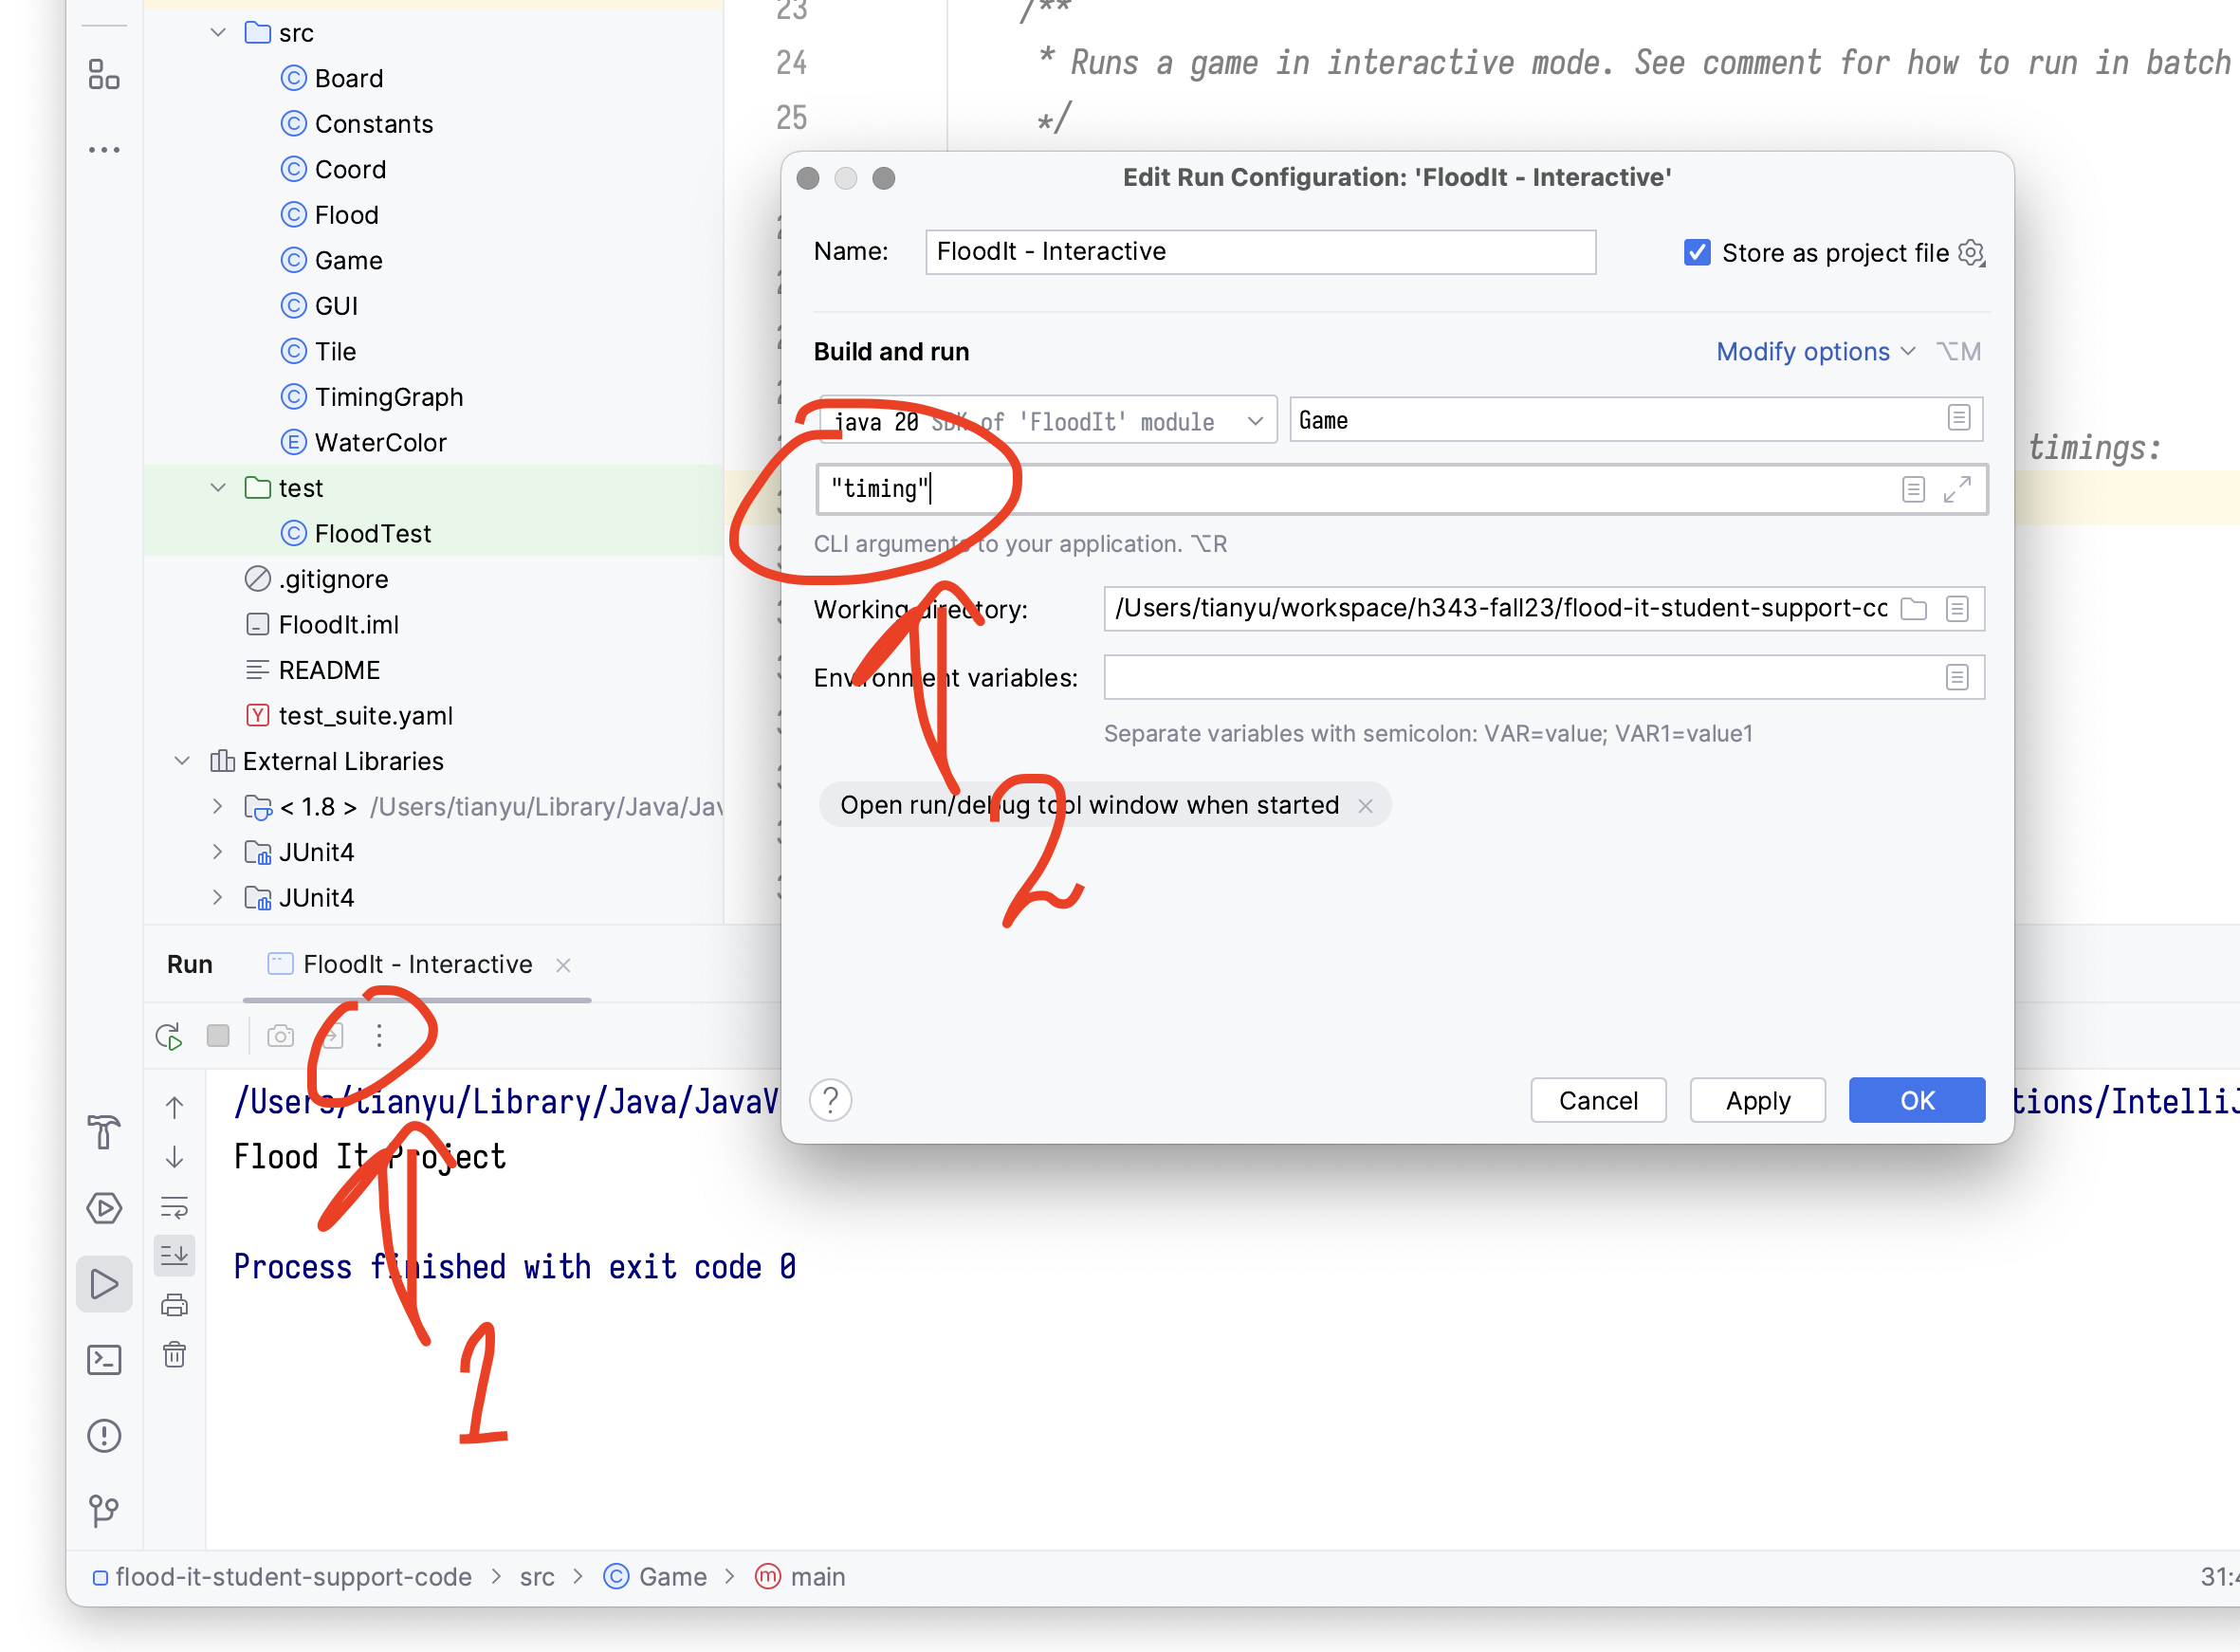 src
Board
Constants
Coord
Flood
Game
GUI
Tile
TimingGraph
WaterColor
test
FloodTest
.gitignore
FloodIt.iml
README
test_suite.yaml
External Libraries
< 1.8 > /Users/tianyu/Library/Java/Jav
JUnit4
JUnit4
23 /**
24 * Runs a game in interactive mode. See comment for how to run in batch
25 */
timings:
Edit Run Configuration: 'FloodIt - Interactive'
Name: FloodIt - Interactive
Store as project file
Build and run
Modify options ⌥M
java 20 SDK of 'FloodIt' module
Game
"timing"
CLI arguments to your application. ⌥R
Working directory: /Users/tianyu/workspace/h343-fall23/flood-it-student-support-cc
Environment variables:
Separate variables with semicolon: VAR=value; VAR1=value1
Open run/debug tool window when started
2
? Cancel Apply OK
Run FloodIt - Interactive
/Users/tianyu/Library/Java/JavaV
tions/IntelliJ
Flood It Project
Process finished with exit code 0
1
flood-it-student-support-code > src > Game > main
31:4